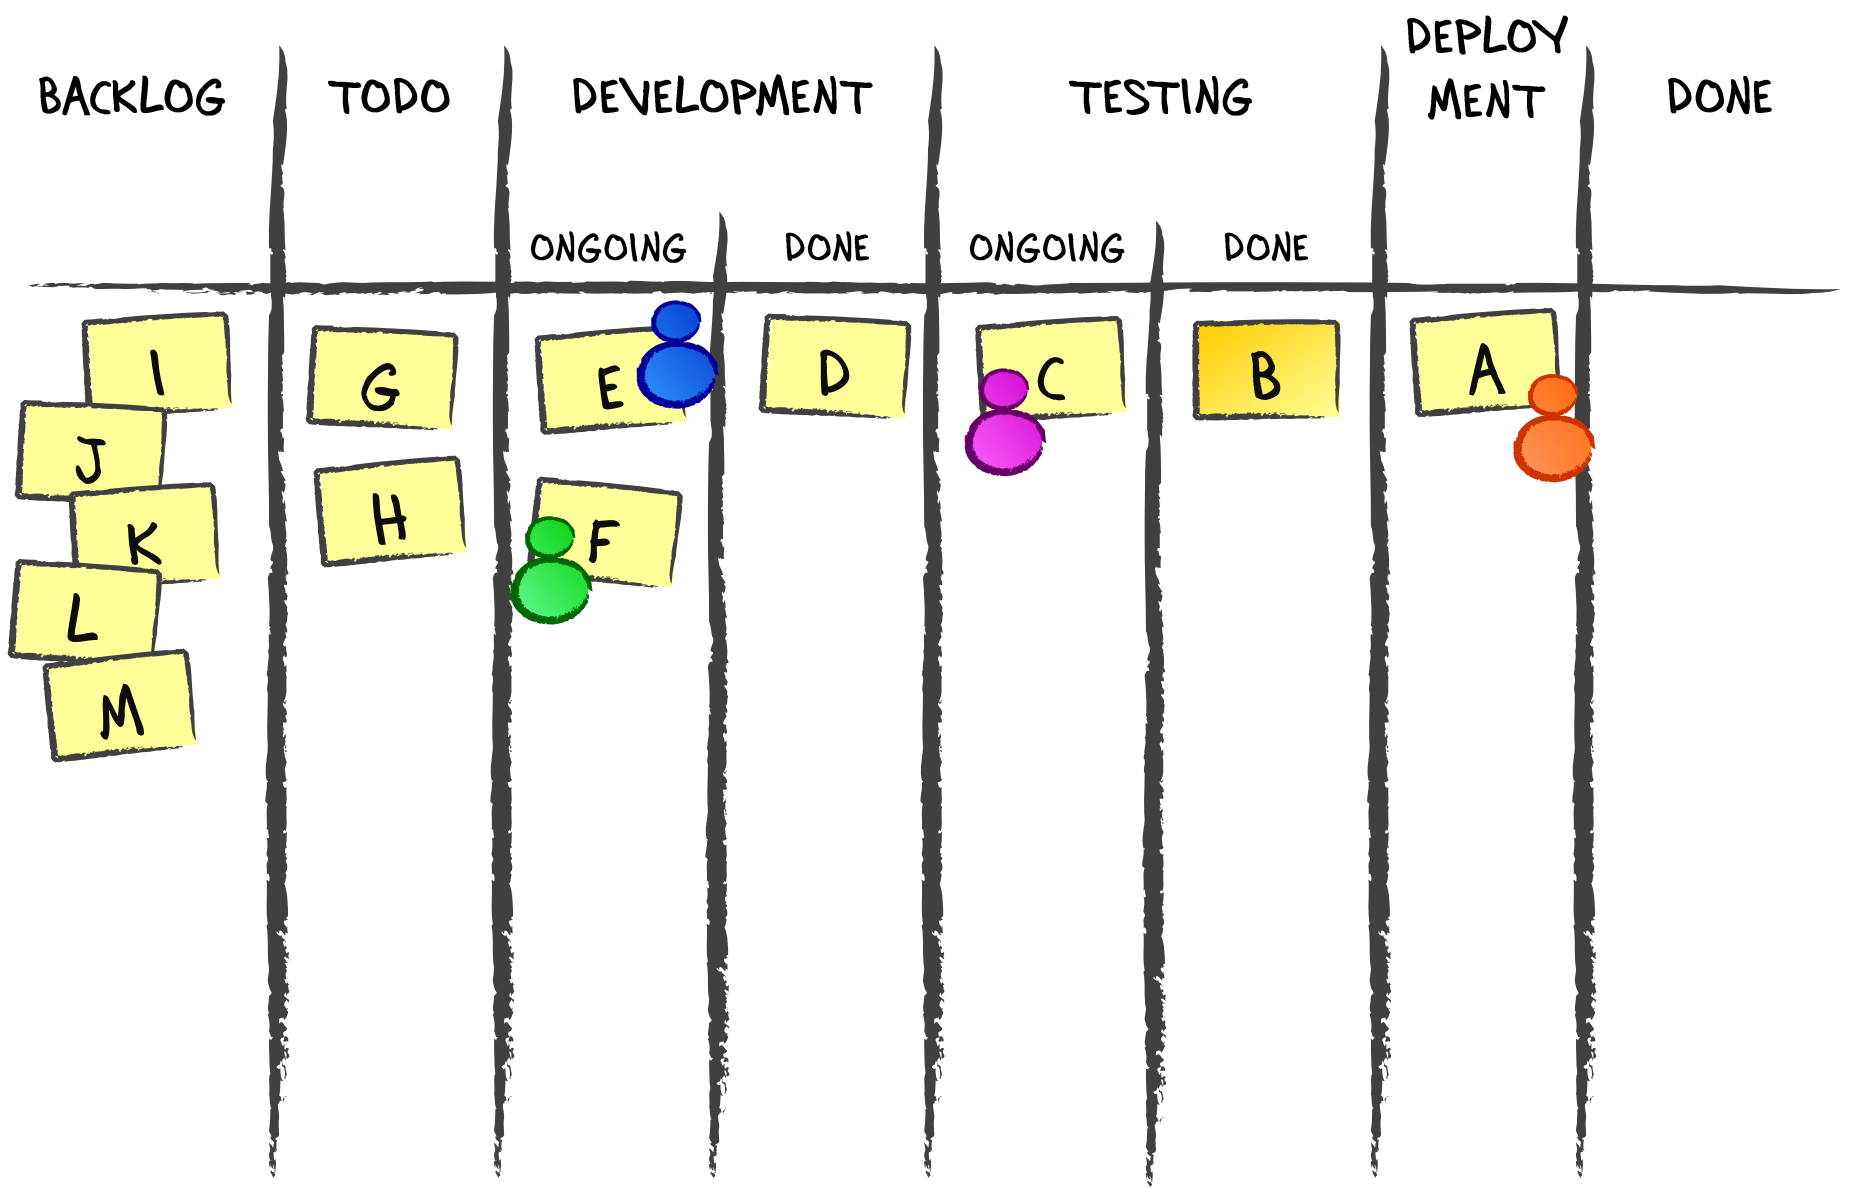 BACKLOG
TODO
DEVELOPMENT
TESTING
DEPLOY
MENT
DONE
ONGOING
DONE
ONGOING
DONE
I
J
K
L
M
G
H
E
F
D
C
B
A